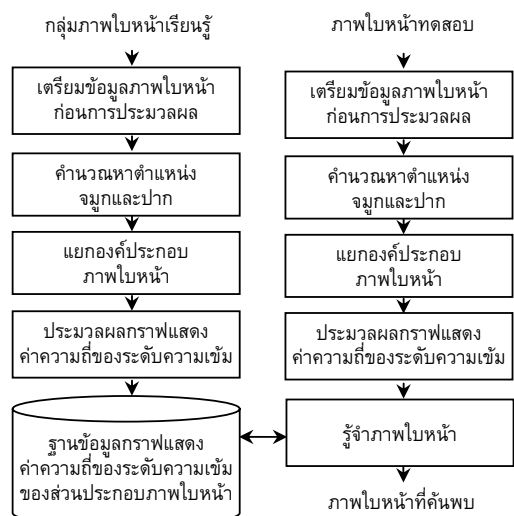 กลุ่มภาพใบหน้าเรียนรู้
เตรียมข้อมูลภาพใบหน้า
ก่อนการประมวลผล
คำนวณหาตำแหน่ง
จมูกและปาก
แยกองค์ประกอบ
ภาพใบหน้า
ประมวลผลกราฟแสดง
ค่าความถี่ของระดับความเข้ม
ฐานข้อมูลกราฟแสดง
ค่าความถี่ของระดับความเข้ม
ของส่วนประกอบภาพใบหน้า
ภาพใบหน้าทดสอบ
เตรียมข้อมูลภาพใบหน้า
ก่อนการประมวลผล
คำนวณหาตำแหน่ง
จมูกและปาก
แยกองค์ประกอบ
ภาพใบหน้า
ประมวลผลกราฟแสดง
ค่าความถี่ของระดับความเข้ม
รู้จำภาพใบหน้า
ภาพใบหน้าที่ค้นพบ